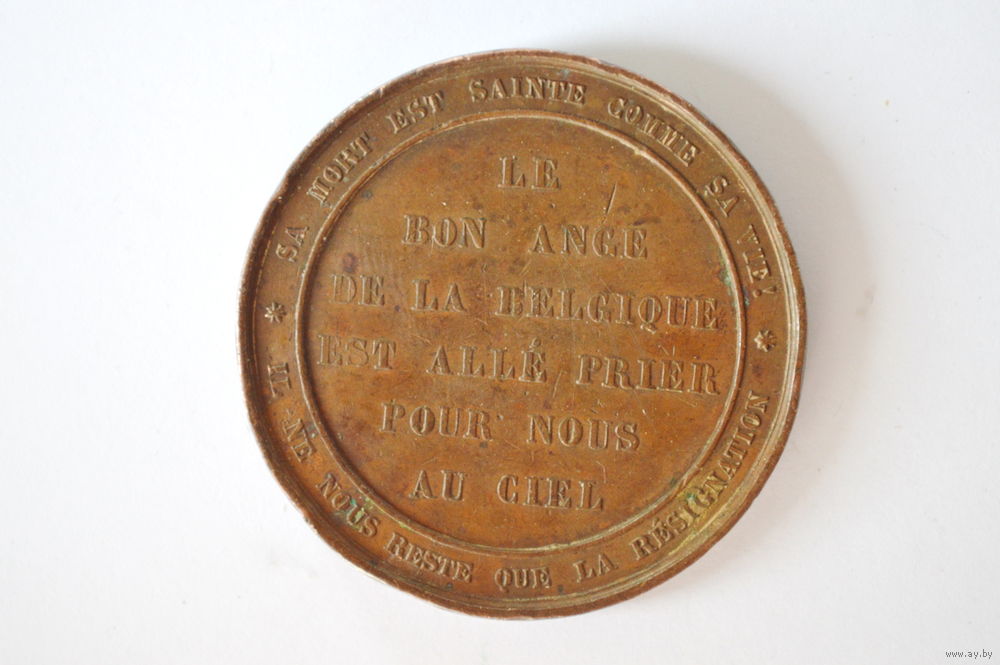 SA MORT EST SAINTE COMME SA VIE!
LE
BON ANGE
DE LA BELGIQUE
EST ALLÉ PRIER
POUR NOUS
AU CIEL
IL NE NOUS RESTE QUE LA RÉSIGNATION
www.ay.by